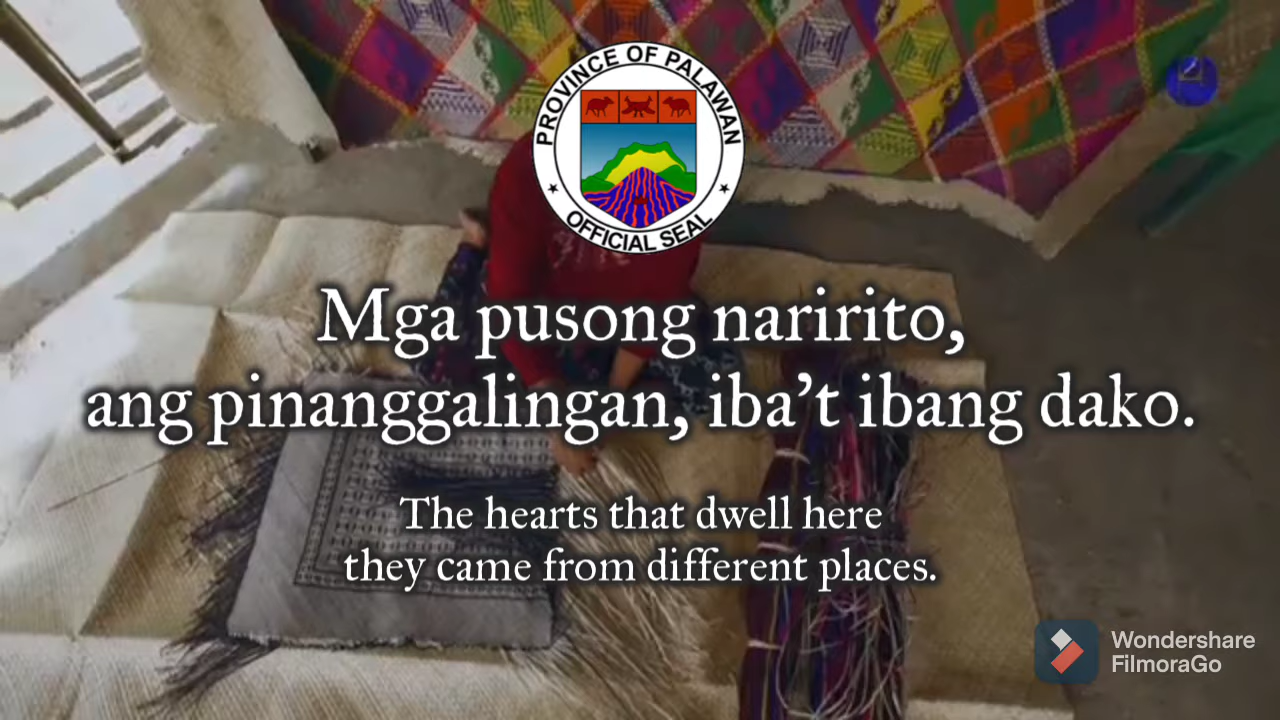 PROVINCE OF PALAWAN
OFFICIAL SEAL
Mga pusong naririto,
ang pinanggalingan, iba't ibang dako.
The hearts that dwell here
they came from different places.
Wondershare
FilmoraGo